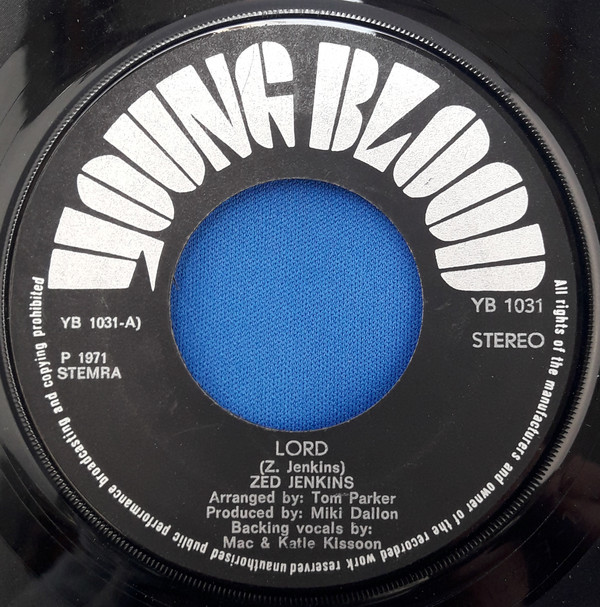 YOUNG BLOOD
YB 1031-A)
YB 1031
P 1971
STEMRA
STEREO
LORD
(Z. Jenkins)
ZED JENKINS
Arranged by: Tom Parker
Produced by: Miki Dallon
Backing vocals by:
Mac & Katie Kissoon
All rights of the manufacturers and owner of the recorded work reserved unauthorised public performance broadcasting and copying prohibited